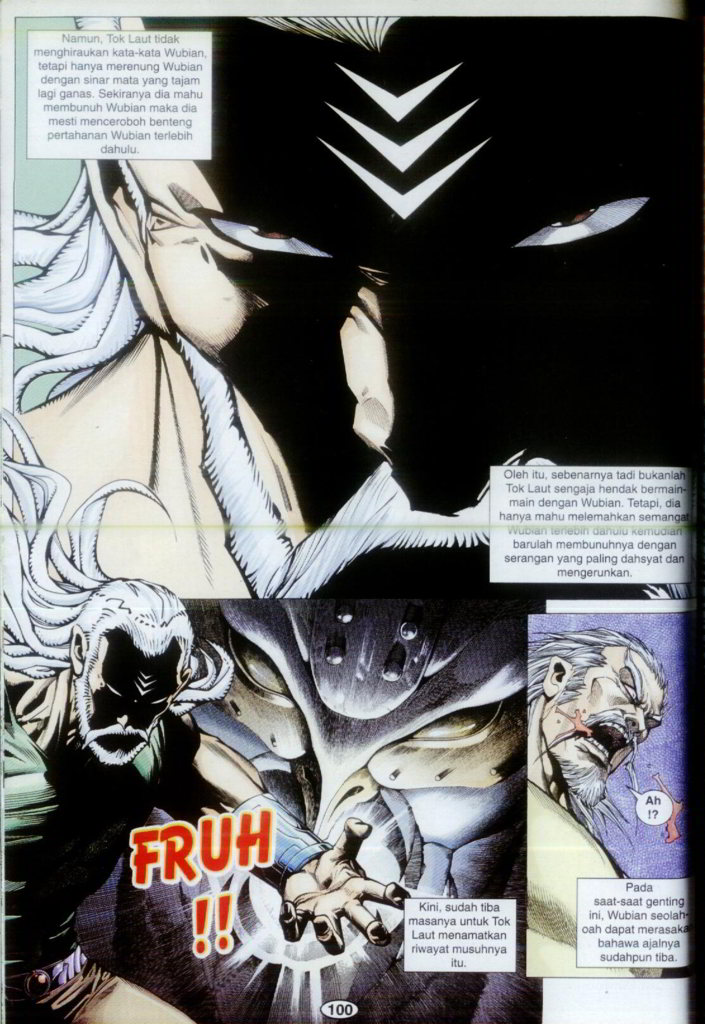 Namun, Tok Laut tidak
menghiraukan kata-kata Wubian,
tetapi hanya merenung Wubian
dengan sinar mata yang tajam
lagi ganas. Sekiranya dia mahu
membunuh Wubian maka dia
mesti menceroboh benteng
pertahanan Wubian terlebih
dahulu.
Oleh itu, sebenarnya tadi bukanlah
Tok Laut sengaja hendak bermain-
main dengan Wubian. Tetapi, dia
hanya mahu melemahkan semangat
Wubian terlebih dahulu kemudian
barulah membunuhnya dengan
serangan yang paling dahsyat dan
mengerunkan.
FRUH
!!
Kini, sudah tiba
masanya untuk Tok
Laut menamatkan
riwayat musuhnya
itu.
Ah
!?
Pada
saat-saat genting
ini, Wubian seolah-
oah dapat merasakan
bahawa ajalnya
sudahpun tiba.
100